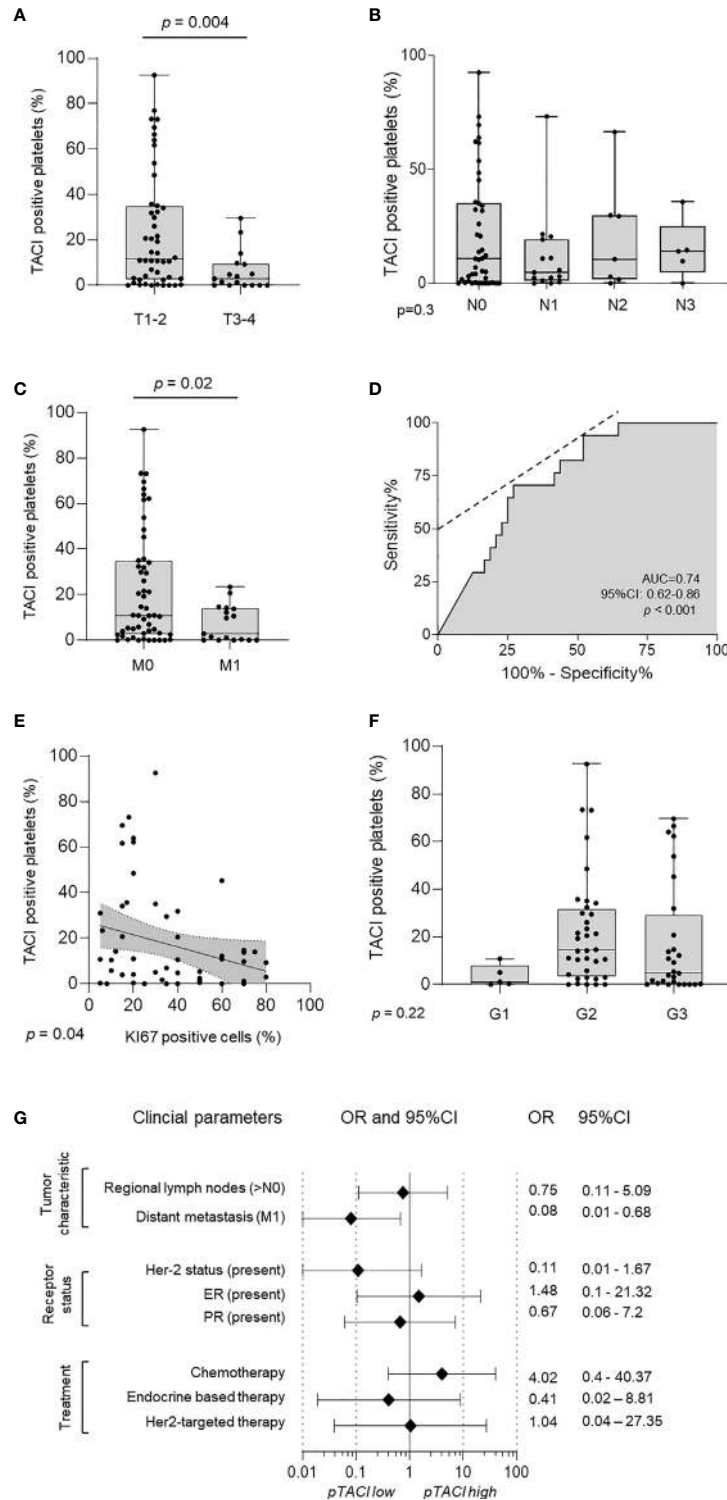 A
p = 0.004
TACI positive platelets (%)
100
80
60
40
20
0
T1-2
T3-4
B
TACI positive platelets (%)
100
50
0
p=0.3
N0
N1
N2
N3
C
p = 0.02
TACI positive platelets (%)
100
80
60
40
20
0
M0
M1
D
Sensitivity%
100
75
50
25
0
AUC=0.74
95%CI: 0.62-0.86
p < 0.001
0
25
50
75
100
100% - Specificity%
E
TACI positive platelets (%)
100
80
60
40
20
0
0
20
40
60
80
100
p = 0.04
KI67 positive cells (%)
F
TACI positive platelets (%)
100
80
60
40
20
0
p = 0.22
G1
G2
G3
G
Clincial parameters
OR and 95%CI
OR
95%CI
Tumor characteristic
Regional lymph nodes (>N0)
0.75
0.11 - 5.09
Distant metastasis (M1)
0.08
0.01 - 0.68
Receptor status
Her-2 status (present)
0.11
0.01 - 1.67
ER (present)
1.48
0.1 - 21.32
PR (present)
0.67
0.06 - 7.2
Treatment
Chemotherapy
4.02
0.4 - 40.37
Endocrine based therapy
0.41
0.02 – 8.81
Her2-targeted therapy
1.04
0.04 – 27.35
0.01
0.1
1
10
100
pTACI low
pTACI high